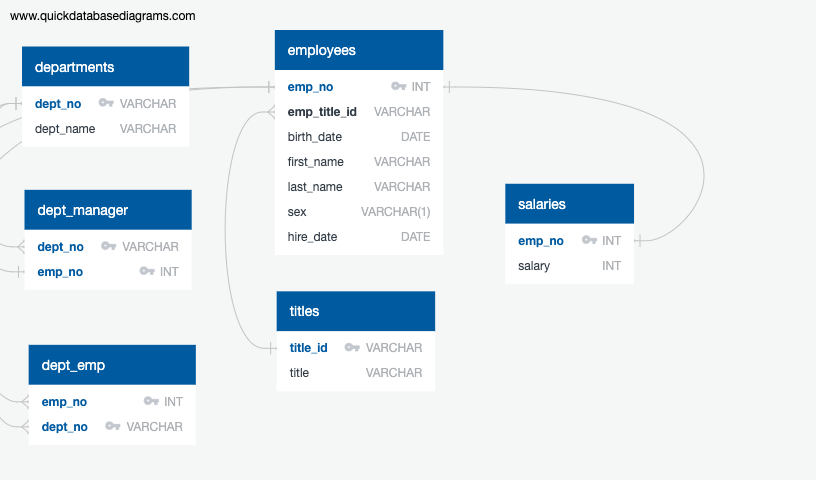 www.quickdatabasediagrams.com
departments
dept_no VARCHAR
dept_name VARCHAR
dept_manager
dept_no VARCHAR
emp_no INT
dept_emp
emp_no INT
dept_no VARCHAR
employees
emp_no INT
emp_title_id VARCHAR
birth_date DATE
first_name VARCHAR
last_name VARCHAR
sex VARCHAR(1)
hire_date DATE
titles
title_id VARCHAR
title VARCHAR
salaries
emp_no INT
salary INT